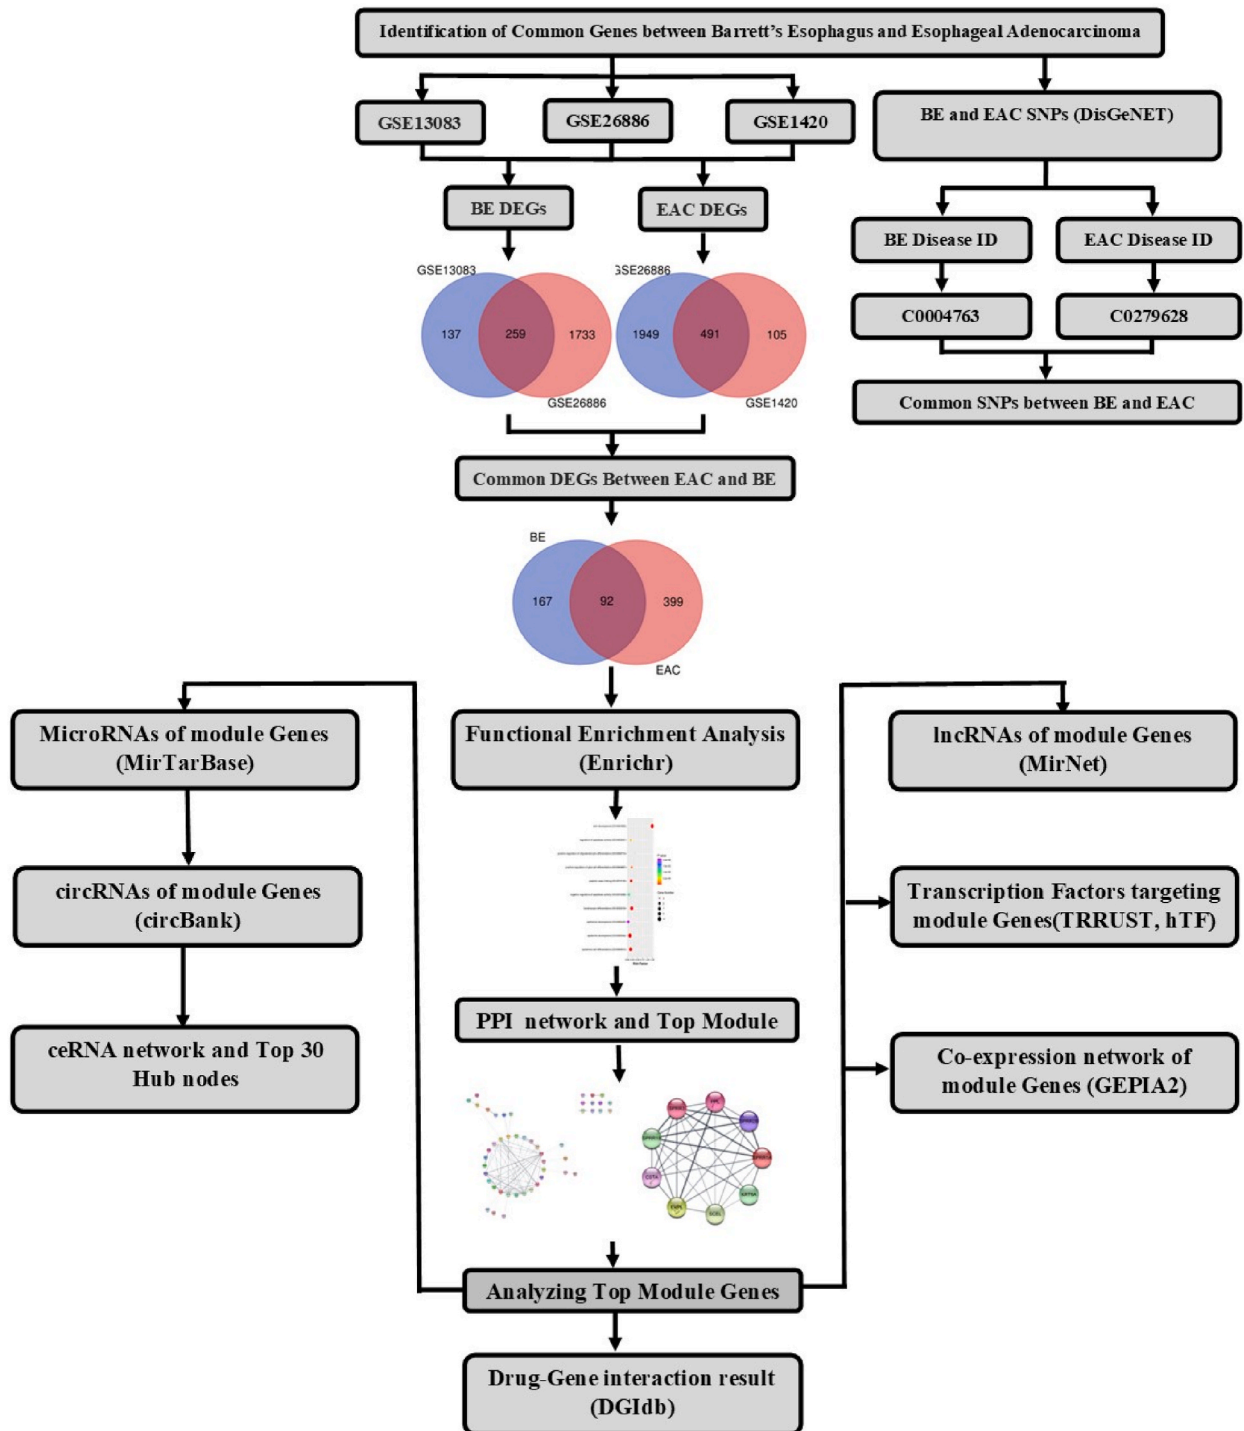 Identification of Common Genes between Barrett's Esophagus and Esophageal Adenocarcinoma
GSE13083
GSE26886
GSE1420
BE and EAC SNPs (DisGeNET)
BE DEGs
EAC DEGs
BE Disease ID
EAC Disease ID
GSE13083
137
259
1733
GSE26886
GSE26886
1949
491
105
GSE1420
C0004763
C0279628
Common SNPs between BE and EAC
Common DEGs Between EAC and BE
BE
167
92
399
EAC
MicroRNAs of module Genes
(MirTarBase)
Functional Enrichment Analysis
(Enrichr)
lncRNAs of module Genes
(MirNet)
circRNAs of module Genes
(circBank)
Transcription Factors targeting
module Genes(TRRUST, hTF)
PPI network and Top Module
ceRNA network and Top 30
Hub nodes
Co-expression network of
module Genes (GEPIA2)
CSTA
EVPL
SCEL
Analyzing Top Module Genes
Drug-Gene interaction result
(DGIdb)